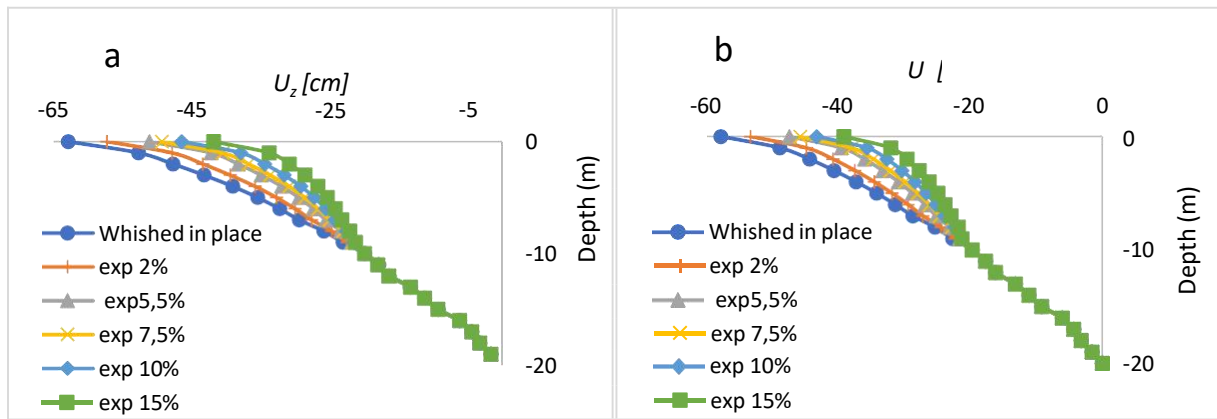 a
Uz [cm]
-65 -45 -25 -5
0
-10
-20
Depth (m)
Whished in place
exp 2%
exp5,5%
exp 7,5%
exp 10%
exp 15%
b
U [
-60 -40 -20 0
0
-10
-20
Depth (m)
Whished in place
exp 2%
exp5,5%
exp 7,5%
exp 10%
exp 15%